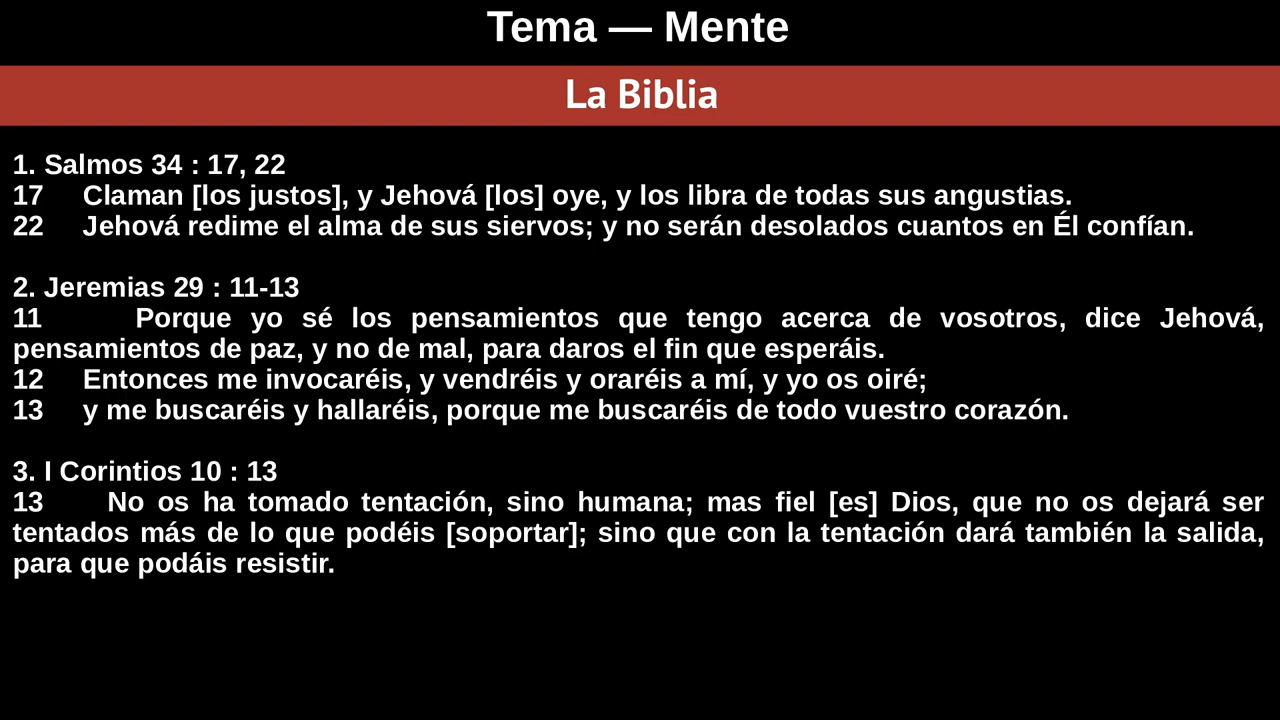 Tema — Mente
La Biblia
1. Salmos 34 : 17, 22
17 Claman [los justos], y Jehová [los] oye, y los libra de todas sus angustias.
22 Jehová redime el alma de sus siervos; y no serán desolados cuantos en Él confían.
2. Jeremias 29 : 11-13
11 Porque yo sé los pensamientos que tengo acerca de vosotros, dice Jehová,
pensamientos de paz, y no de mal, para daros el fin que esperáis.
12 Entonces me invocaréis, y vendréis y oraréis a mí, y yo os oiré;
13 y me buscaréis y hallaréis, porque me buscaréis de todo vuestro corazón.
3. I Corintios 10 : 13
13 No os ha tomado tentación, sino humana; mas fiel [es] Dios, que no os dejará ser
tentados más de lo que podéis [soportar]; sino que con la tentación dará también la salida,
para que podáis resistir.